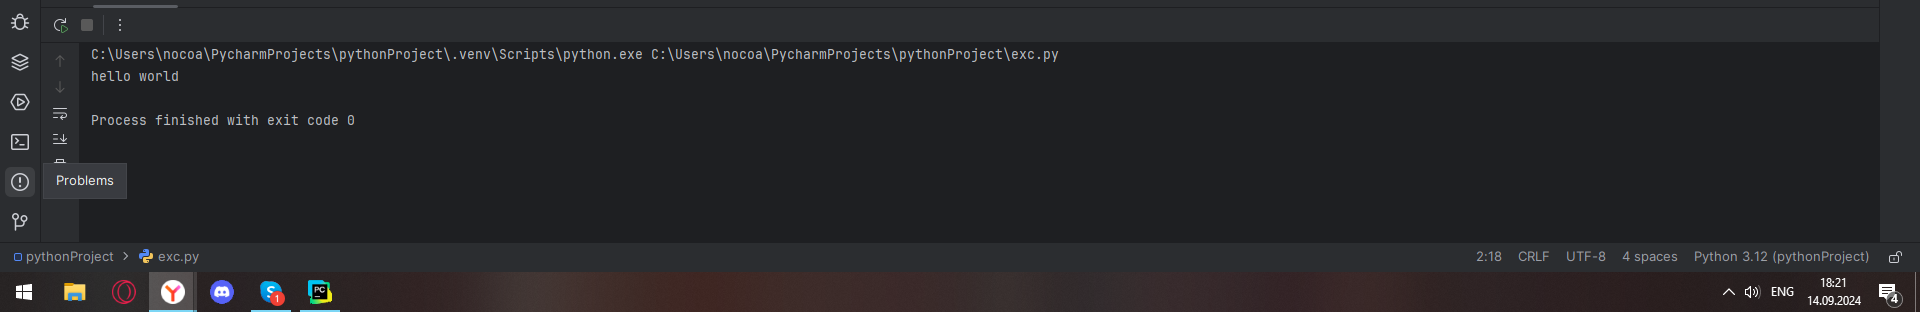 C:\Users\nocoa\PycharmProjects\pythonProject\.venv\Scripts\python.exe C:\Users\nocoa\PycharmProjects\pythonProject\exc.py
hello world
Process finished with exit code 0
Problems
pythonProject > exc.py
2:18 CRLF UTF-8 4 spaces Python 3.12 (pythonProject)
Y
S 1
PC
ENG
18:21
14.09.2024
4